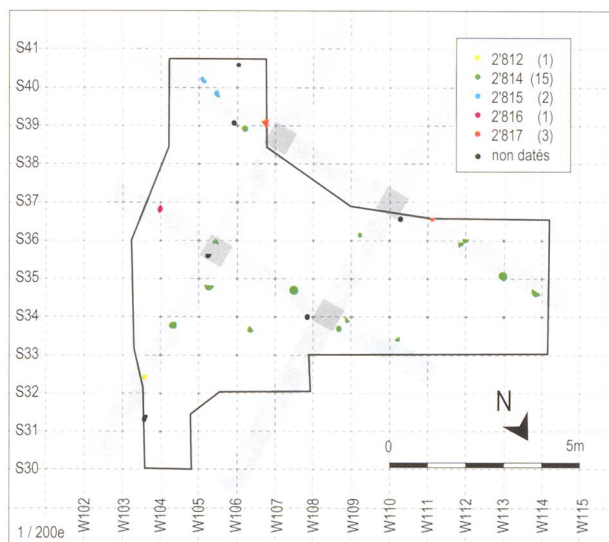 S41
S40
S39
S38
S37
S36
S35
S34
S33
S32
S31
S30
2'812 (1)
2'814 (15)
2'815 (2)
2'816 (1)
2'817 (3)
non datés
N
0 5m
1 / 200e
W102
W103
W104
W105
W106
W107
W108
W109
W110
W111
W112
W113
W114
W115